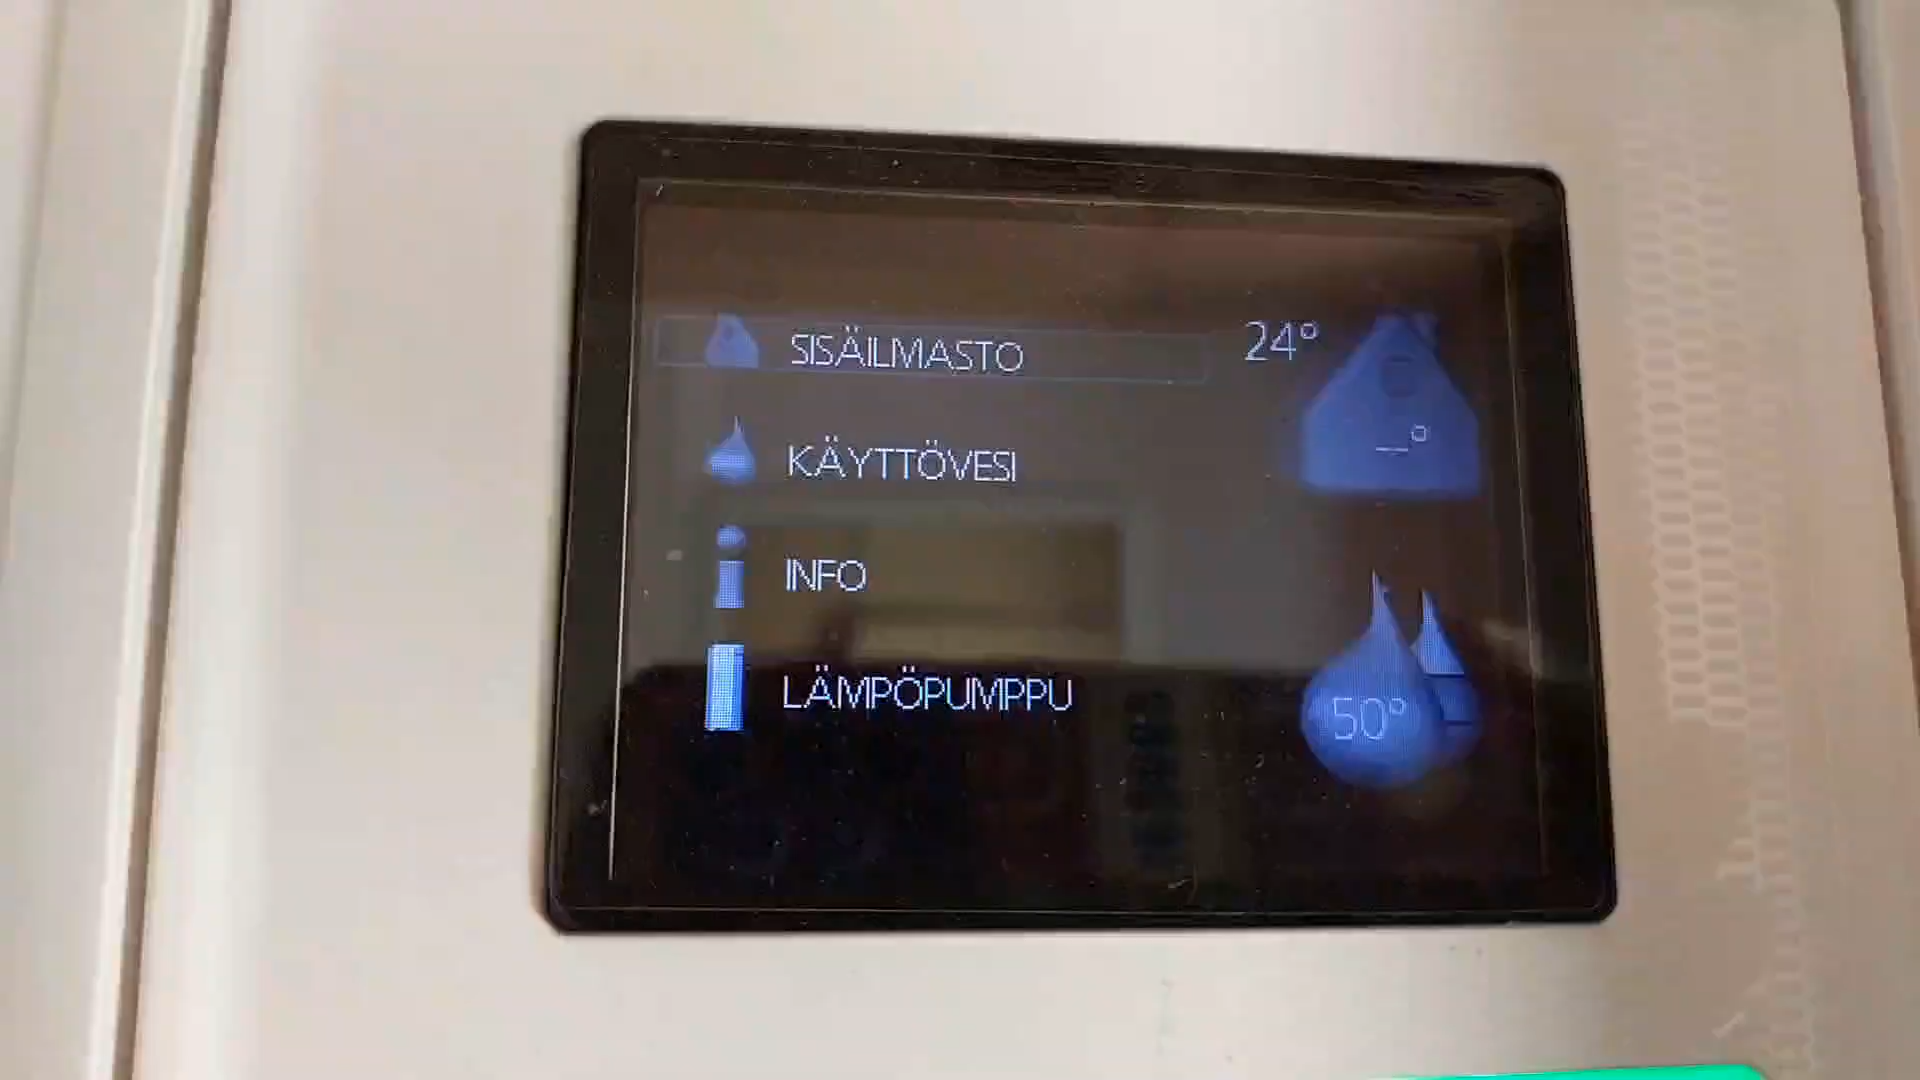 SISÄILMASTO
24°
_°
KÄYTTÖVESI
INFO
LÄMPÖPUMPPU
50°